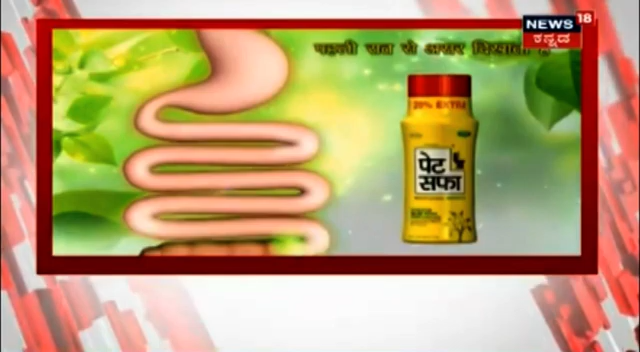 NEWS 18
ಕನ್ನಡ
पहली रात से असर दिखाता है
20% EXTRA
पेट
सफा